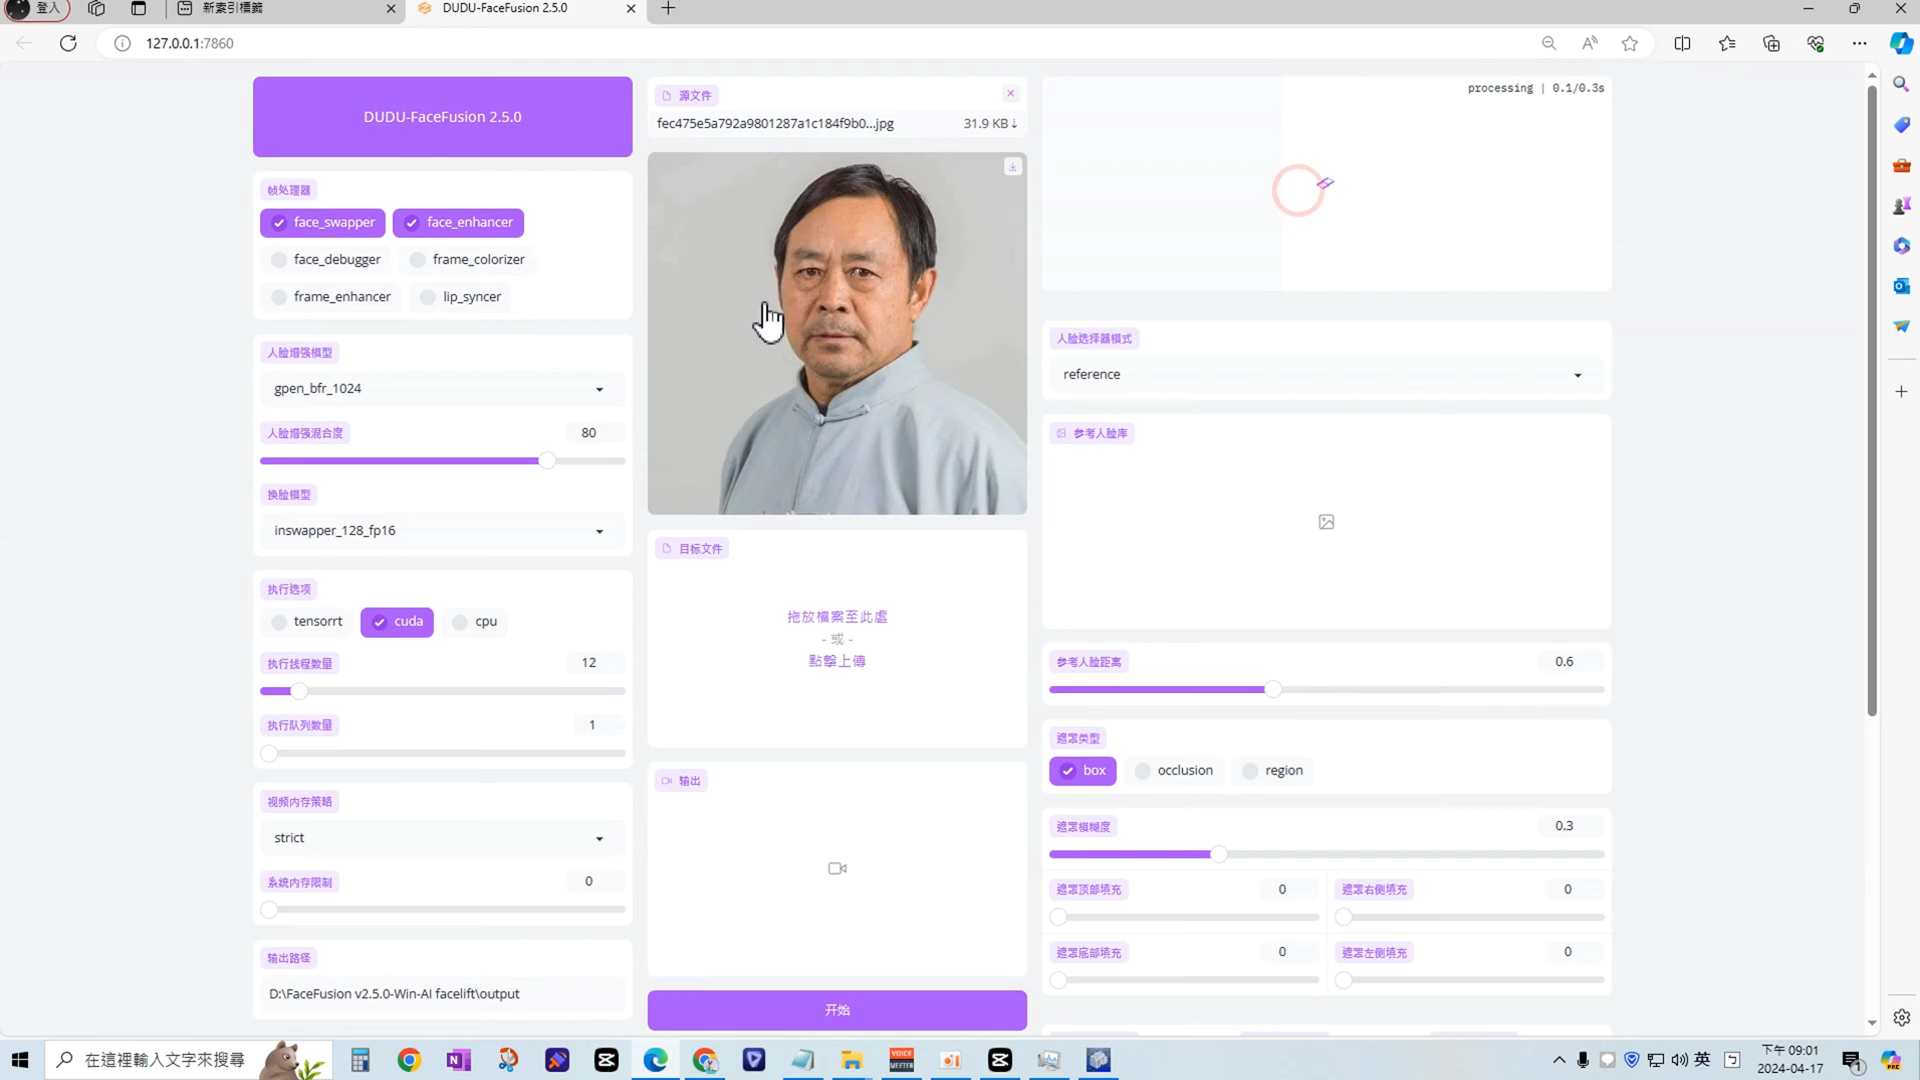 登入
新索引標籤
DUDU-FaceFusion 2.5.0
127.0.0.1:7860
DUDU-FaceFusion 2.5.0
帧处理器
face_swapper
face_enhancer
face_debugger
frame_colorizer
frame_enhancer
lip_syncer
人脸增强模型
gpen_bfr_1024
人脸增强混合度
80
换脸模型
inswapper_128_fp16
执行选项
tensorrt
cuda
cpu
执行线程数量
12
执行队列数量
1
视频内存策略
strict
系统内存限制
0
输出路径
D:\FaceFusion v2.5.0-Win-AI facelift\output
源文件
fec475e5a792a9801287a1c184f9b0...jpg
31.9 KB↓
目标文件
拖放檔案至此處
- 或 -
點擊上傳
输出
开始
processing | 0.1/0.3s
人脸选择器模式
reference
参考人脸库
参考人脸距离
0.6
遮罩类型
box
occlusion
region
遮罩模糊度
0.3
遮罩顶部填充
0
遮罩右侧填充
0
遮罩底部填充
0
遮罩左侧填充
0
在這裡輸入文字來搜尋
VOICE
MEETER
英
下午 09:01
2024-04-17
1
PRE